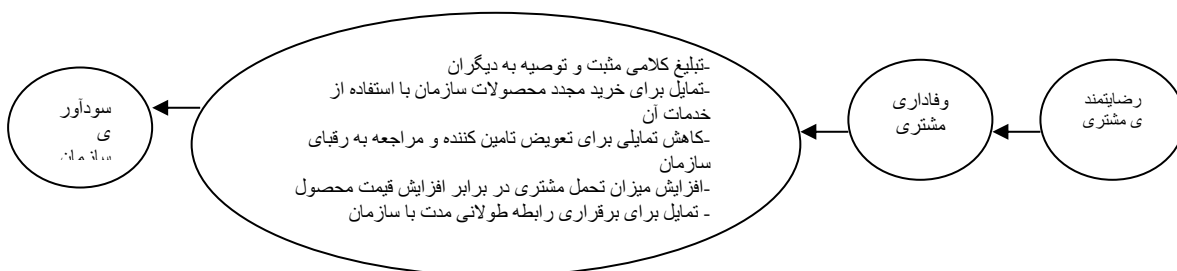 رضایتمند
ی مشتری
وفاداری
مشتری
-تبلیغ کلامی مثبت و توصیه به دیگران
-تمایل برای خرید مجدد محصولات سازمان با استفاده از
خدمات آن
-کاهش تمایلی برای تعویض تامین کننده و مراجعه به رقبای
سازمان
-افزایش میزان تحمل مشتری در برابر افزایش قیمت محصول
- تمایل برای برقراری رابطه طولانی مدت با سازمان
سودآور
ی
سازمان